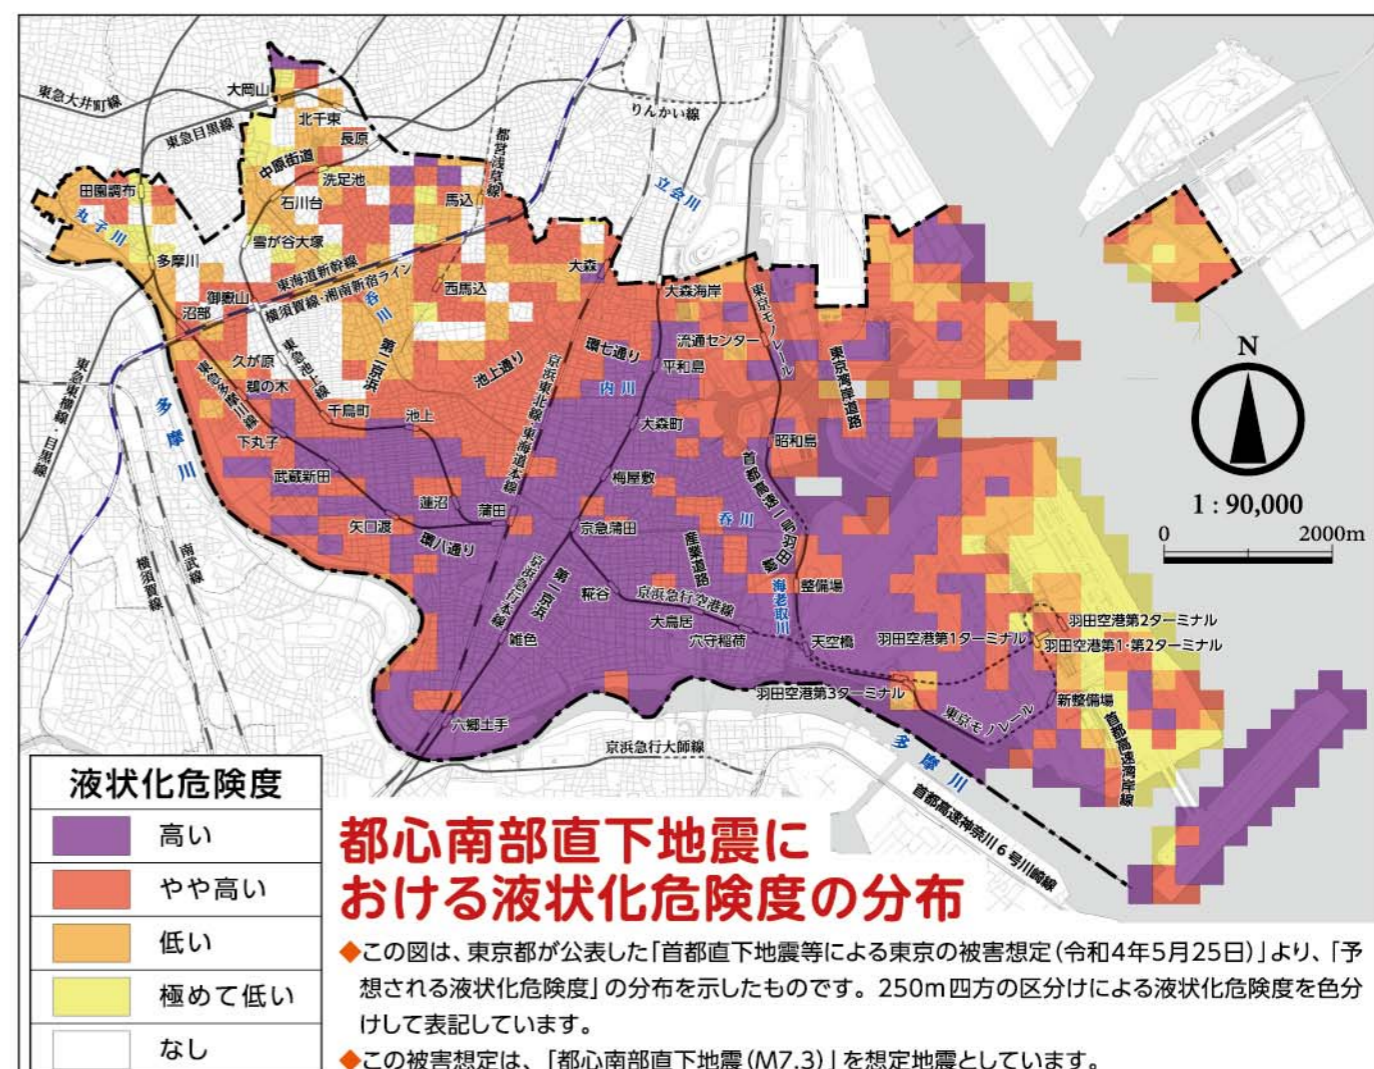 大岡山
東急大井町線
東急目黒線
北千束
長原
りんかい線
都営浅草線
中原街道
洗足池
田園調布
石川台
馬込
立会川
丸子川
雪が谷大塚
多摩川
東海道新幹線
大森
御嶽山
横須賀線・湘南新宿ライン
呑川
西馬込
大森海岸
東京モノレール
沼部
東急池上線
第二京浜
池上通り
環七通り
流通センター
東京湾岸道路
N
久が原
東急多摩川線
鵜の木
京浜東北線・東海道本線
平和島
内川
東急東横線・目黒線
多摩川
千鳥町
池上
大森町
下丸子
昭和島
武蔵新田
梅屋敷
首都高速一号羽田線
1 : 90,000
蓮沼
蒲田
呑川
矢口渡
京急蒲田
0
2000m
環八通り
産業道路
南武線
横須賀線
京浜急行本線
第一京浜
糀谷
京浜急行空港線
海老取川
整備場
大鳥居
羽田空港第2ターミナル
雑色
穴守稲荷
天空橋
羽田空港第1ターミナル
羽田空港第1・第2ターミナル
羽田空港第3ターミナル
新整備場
東京モノレール
首都高速湾岸線
六郷土手
京浜急行大師線
多摩川
首都高速神奈川6号川崎線
液状化危険度
高い
やや高い
低い
極めて低い
なし
都心南部直下地震に
おける液状化危険度の分布
◆この図は、東京都が公表した「首都直下地震等による東京の被害想定(令和4年5月25日)」より、「予
想される液状化危険度」の分布を示したものです。250m四方の区分けによる液状化危険度を色分
けして表記しています。
◆この被害想定は、「都心南部直下地震(M7.3)」を想定地震としています。